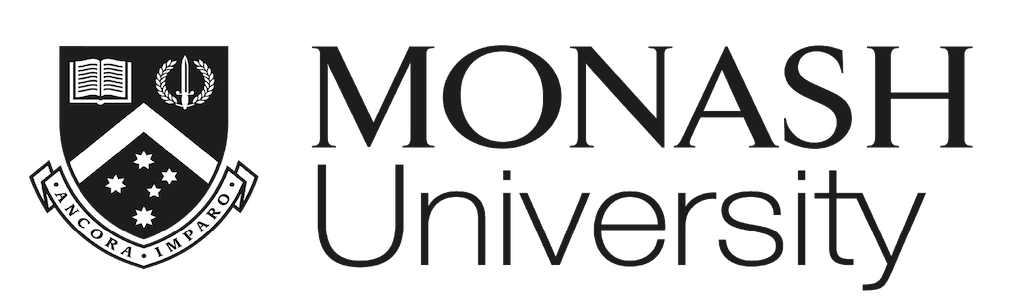 MONASH
University
· ANCORA · IMPARO ·